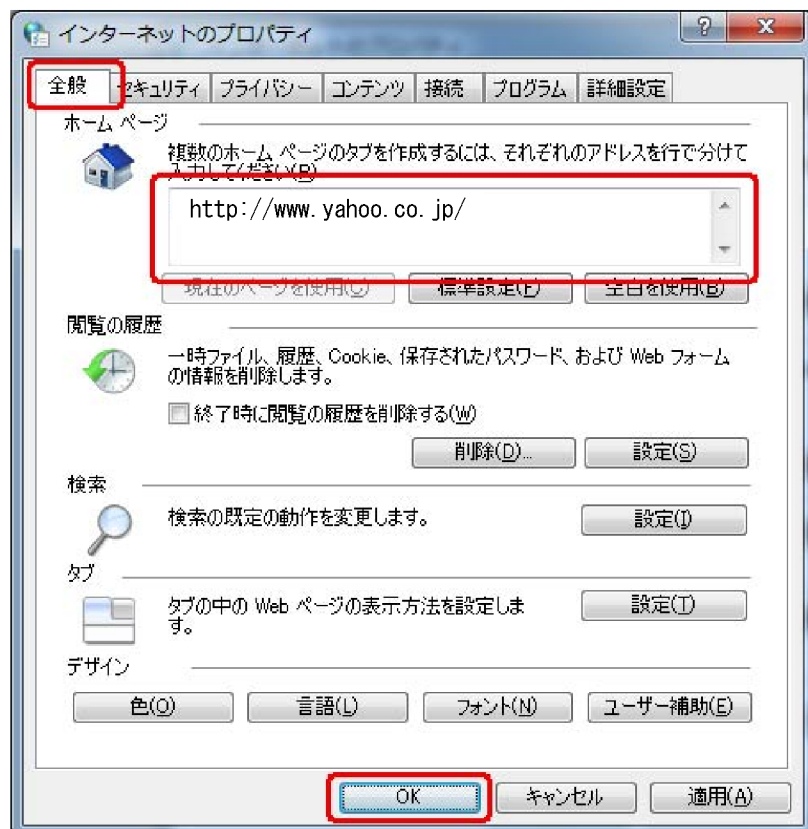 インターネットのプロパティ
全般 セキュリティ プライバシー コンテンツ 接続 プログラム 詳細設定
ホーム ページ
複数のホーム ページのタブを作成するには、それぞれのアドレスを行で分けて
入力してください(R)
http://www.yahoo.co.jp/
現在のページを使用(C) 標準設定(F) 空白を使用(B)
閲覧の履歴
一時ファイル、履歴、Cookie、保存されたパスワード、および Web フォーム
の情報を削除します。
終了時に閲覧の履歴を削除する(W)
削除(D)... 設定(S)
検索
検索の既定の動作を変更します。 設定(I)
タブ
タブの中の Web ページの表示方法を設定しま
す。
設定(T)
デザイン
色(O) 言語(L) フォント(N) ユーザー補助(E)
OK キャンセル 適用(A)